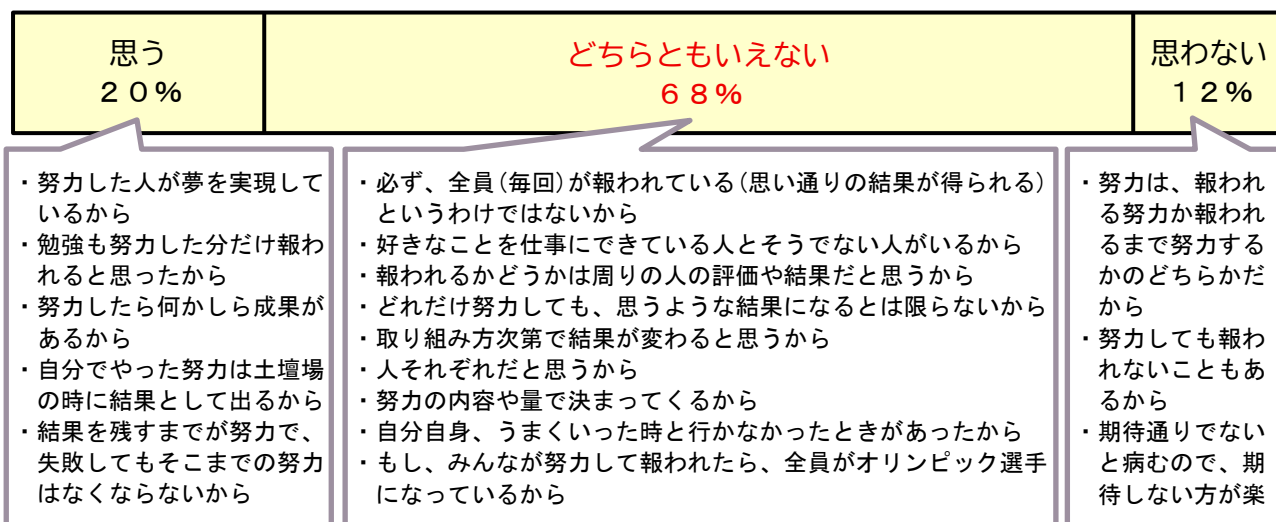 思う
２０％
どちらともいえない
６８％
思わない
１２％
・努力した人が夢を実現して
いるから
・勉強も努力した分だけ報わ
れると思ったから
・努力したら何かしら成果が
あるから
・自分でやった努力は土壇場
の時に結果として出るから
・結果を残すまでが努力で、
失敗してもそこまでの努力
はなくならないから
・必ず、全員(毎回)が報われている(思い通りの結果が得られる)
というわけではないから
・好きなことを仕事にできている人とそうでない人がいるから
・報われるかどうかは周りの人の評価や結果だと思うから
・どれだけ努力しても、思うような結果になるとは限らないから
・取り組み方次第で結果が変わると思うから
・人それぞれだと思うから
・努力の内容や量で決まってくるから
・自分自身、うまくいった時と行かなかったときがあったから
・もし、みんなが努力して報われたら、全員がオリンピック選手
になっているから
・努力は、報われ
る努力か報われ
るまで努力する
かのどちらかだ
から
・努力しても報わ
れないこともあ
るから
・期待通りでない
と病むので、期
待しない方が楽